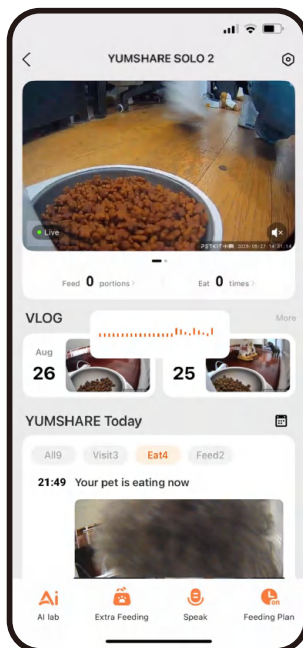 YUMSHARE SOLO 2
Live
Feed 0 portions
Eat 0 times
VLOG
More
Aug
26
25
YUMSHARE Today
All9 Visit3 Eat4 Feed2
21:49 Your pet is eating now
Ai
on
AI lab
Extra Feeding
Speak
Feeding Plan